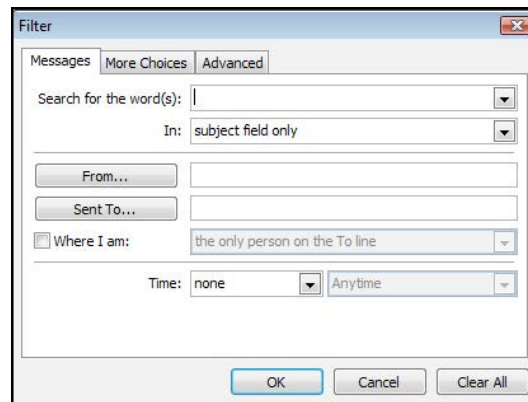 Filter
Messages More Choices Advanced
Search for the word(s):
In: subject field only
From...
Sent To...
Where I am: the only person on the To line
Time: none Anytime
OK Cancel Clear All